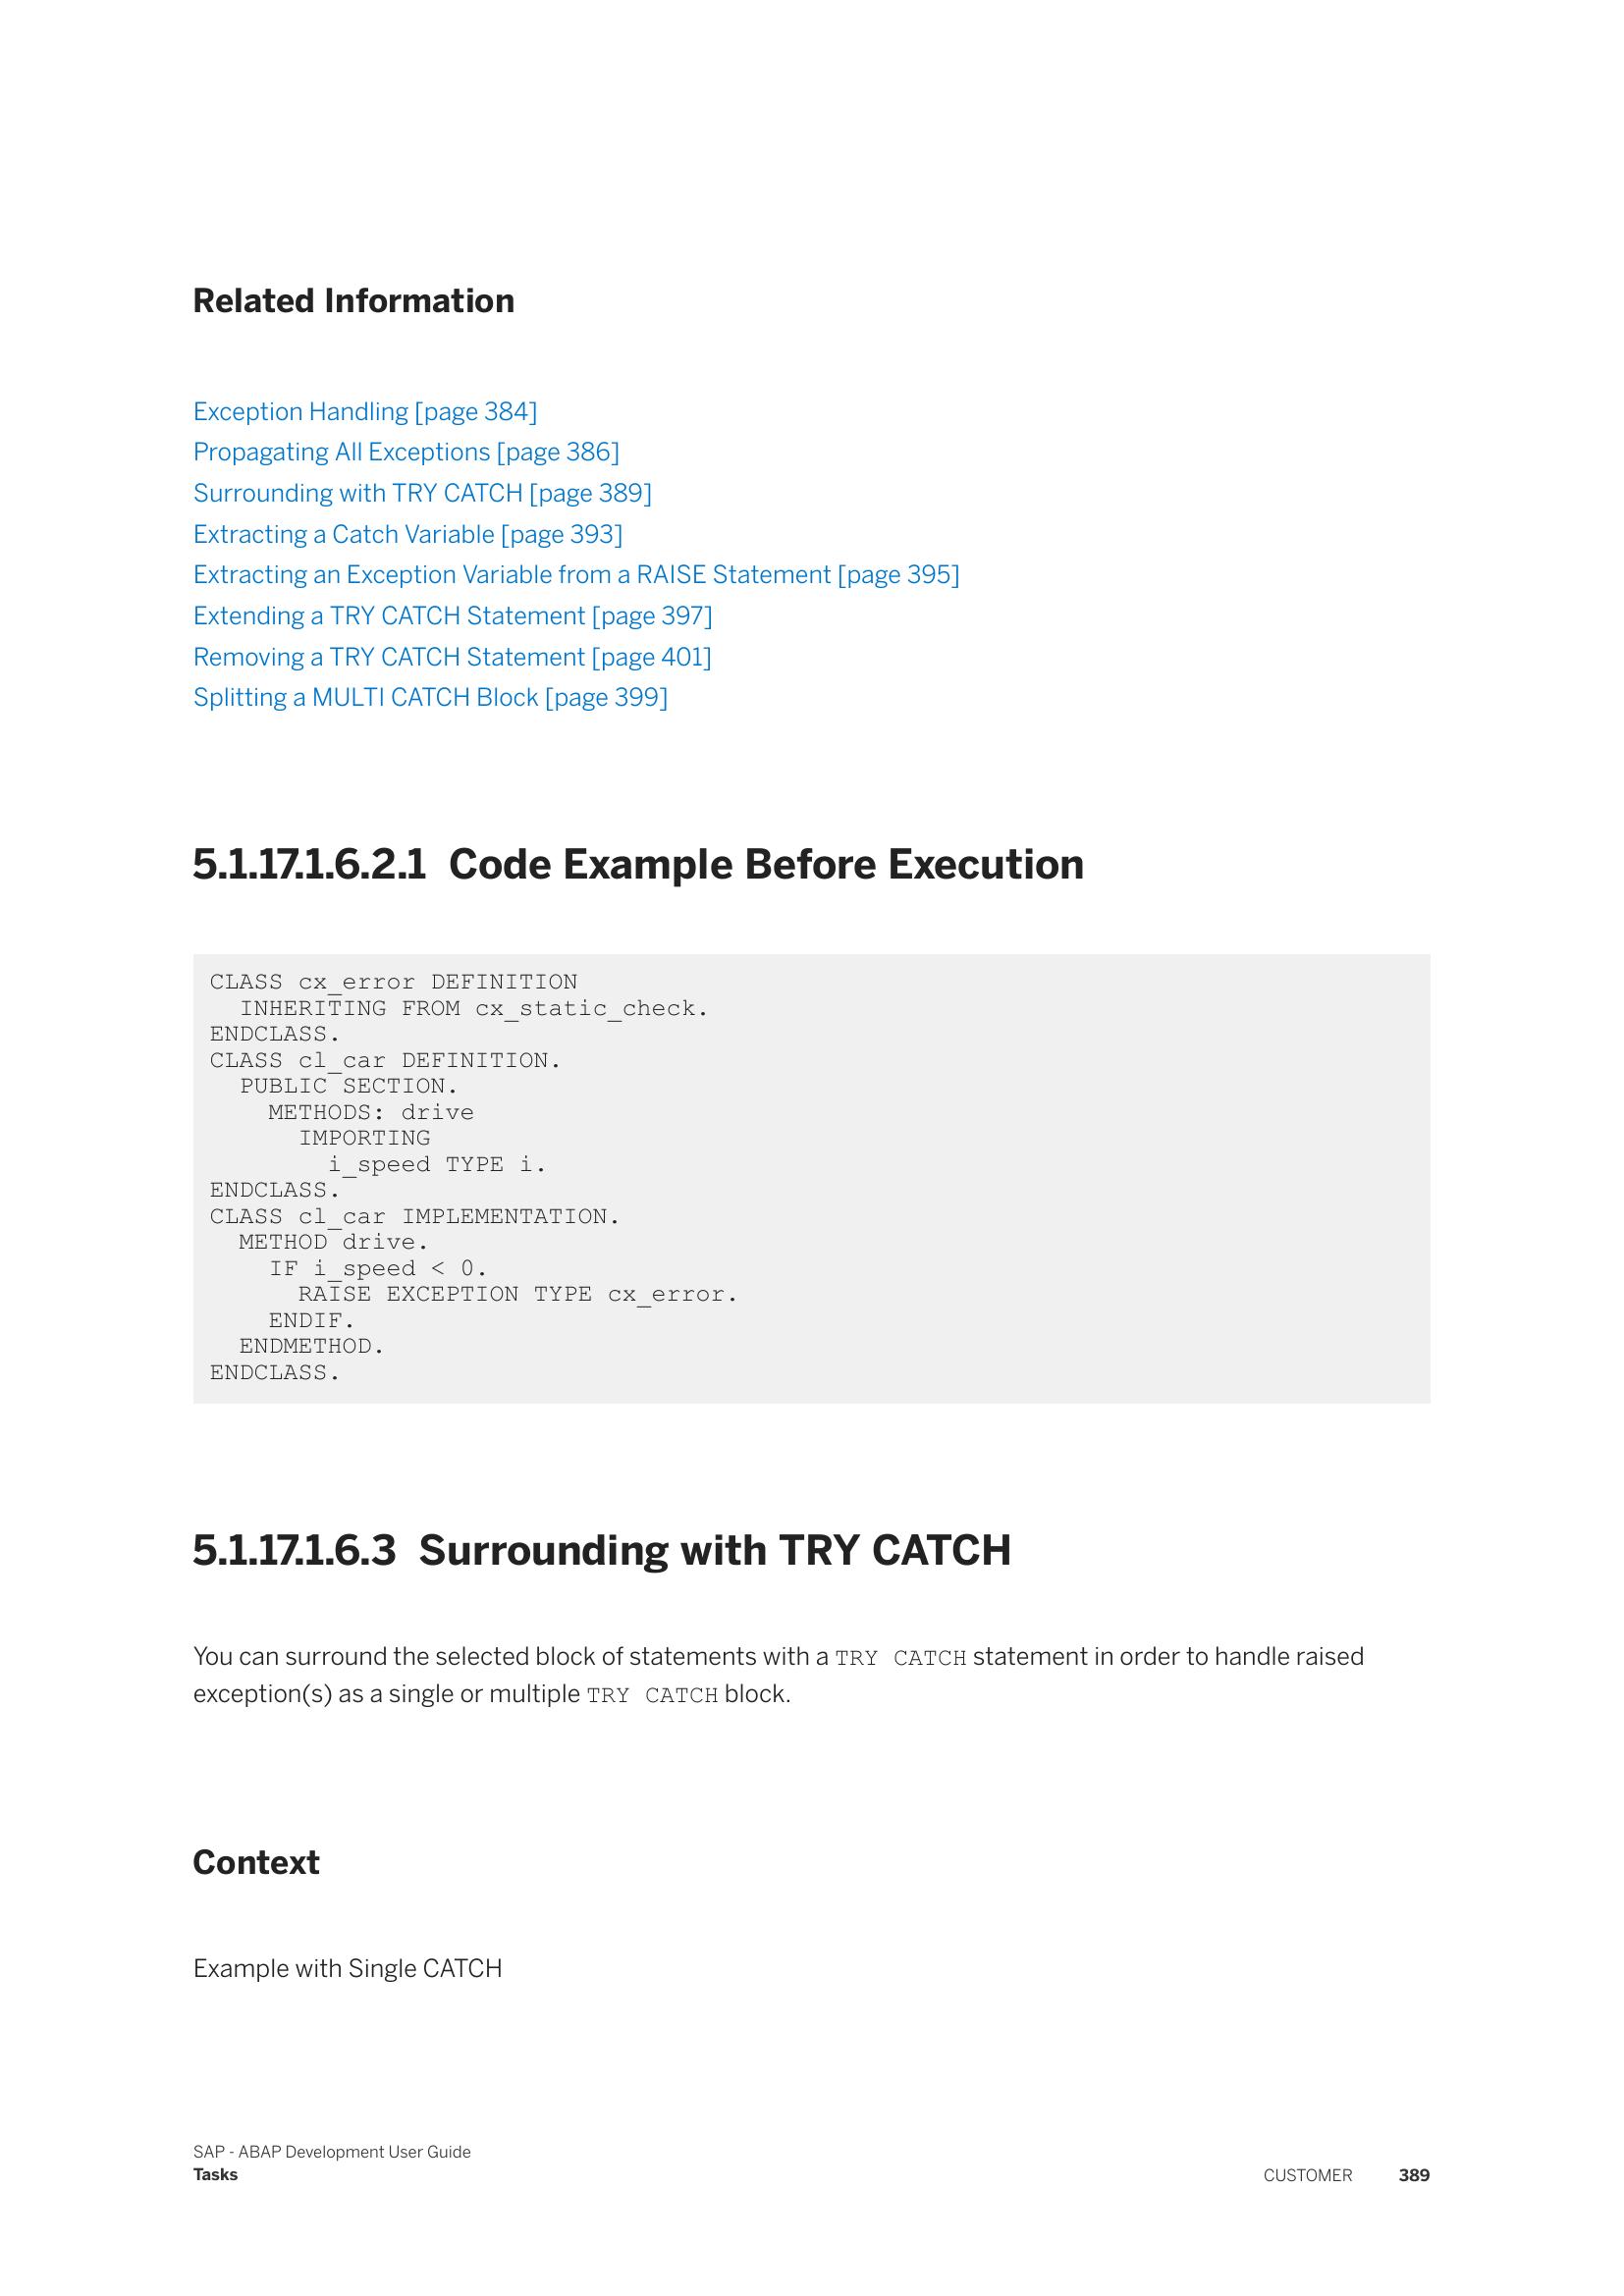 Related Information
Exception Handling [page 384]
Propagating All Exceptions [page 386]
Surrounding with TRY CATCH [page 389]
Extracting a Catch Variable [page 393]
Extracting an Exception Variable from a RAISE Statement [page 395]
Extending a TRY CATCH Statement [page 397]
Removing a TRY CATCH Statement [page 401]
Splitting a MULTI CATCH Block [page 399]
5.1.17.1.6.2.1 Code Example Before Execution
CLASS cx_error DEFINITION
  INHERITING FROM cx_static_check.
ENDCLASS.
CLASS cl_car DEFINITION.
  PUBLIC SECTION.
    METHODS: drive
      IMPORTING
        i_speed TYPE i.
ENDCLASS.
CLASS cl_car IMPLEMENTATION.
  METHOD drive.
    IF i_speed < 0.
      RAISE EXCEPTION TYPE cx_error.
    ENDIF.
  ENDMETHOD.
ENDCLASS.
5.1.17.1.6.3 Surrounding with TRY CATCH
You can surround the selected block of statements with a TRY CATCH statement in order to handle raised
exception(s) as a single or multiple TRY CATCH block.
Context
Example with Single CATCH
SAP - ABAP Development User Guide
Tasks
CUSTOMER 389